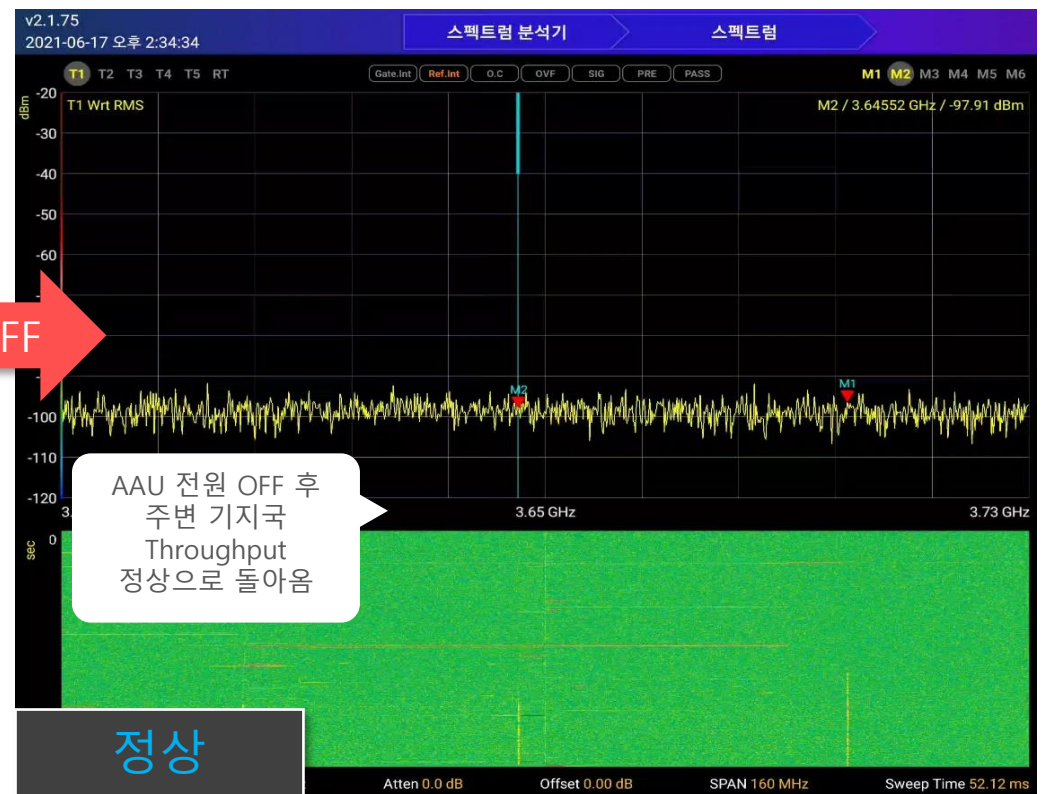 v2.1.75
2021-06-17 오후 2:34:34
스펙트럼 분석기
스펙트럼
T1 T2 T3 T4 T5 RT
Gate.Int Ref.Int O.C OVF SIG PRE PASS
M1 M2 M3 M4 M5 M6
dBm
T1 Wrt RMS
M2 / 3.64552 GHz / -97.91 dBm
-20
-30
-40
-50
-60
FF
M2
M1
-100
-110
-120
3.65 GHz
3.73 GHz
AAU 전원 OFF 후
주변 기지국
Throughput
정상으로 돌아옴
sec
0
정상
Atten 0.0 dB
Offset 0.00 dB
SPAN 160 MHz
Sweep Time 52.12 ms